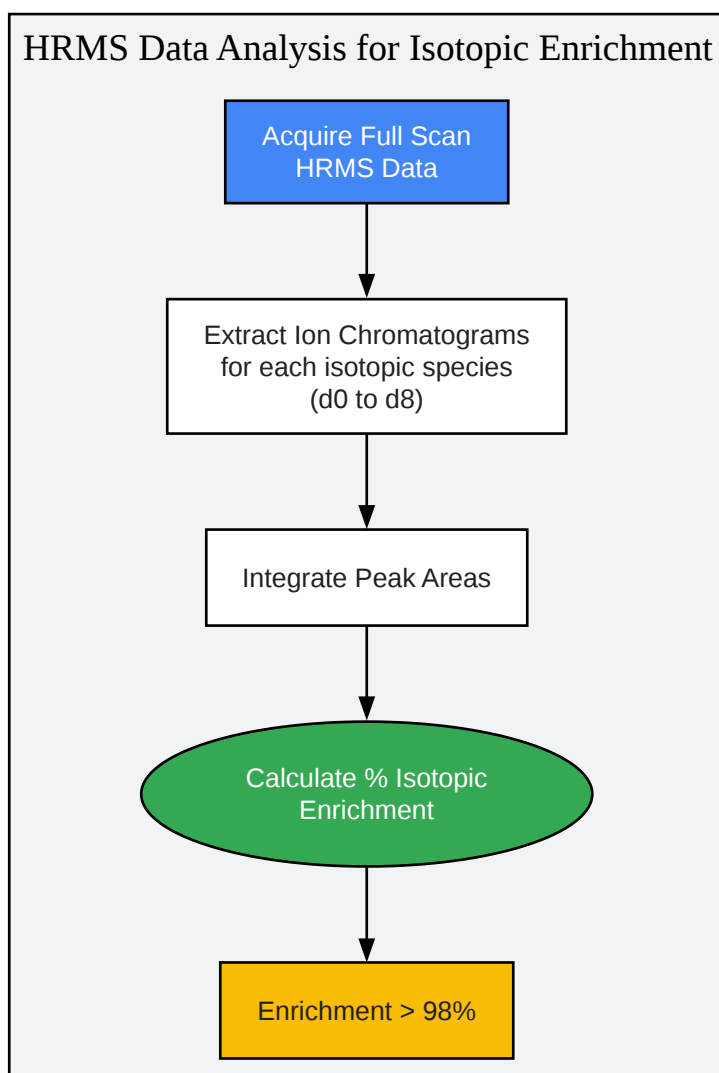 HRMS Data Analysis for Isotopic Enrichment
Acquire Full Scan
HRMS Data
Extract Ion Chromatograms
for each isotopic species
(d0 to d8)
Integrate Peak Areas
Calculate % Isotopic
Enrichment
Enrichment > 98%